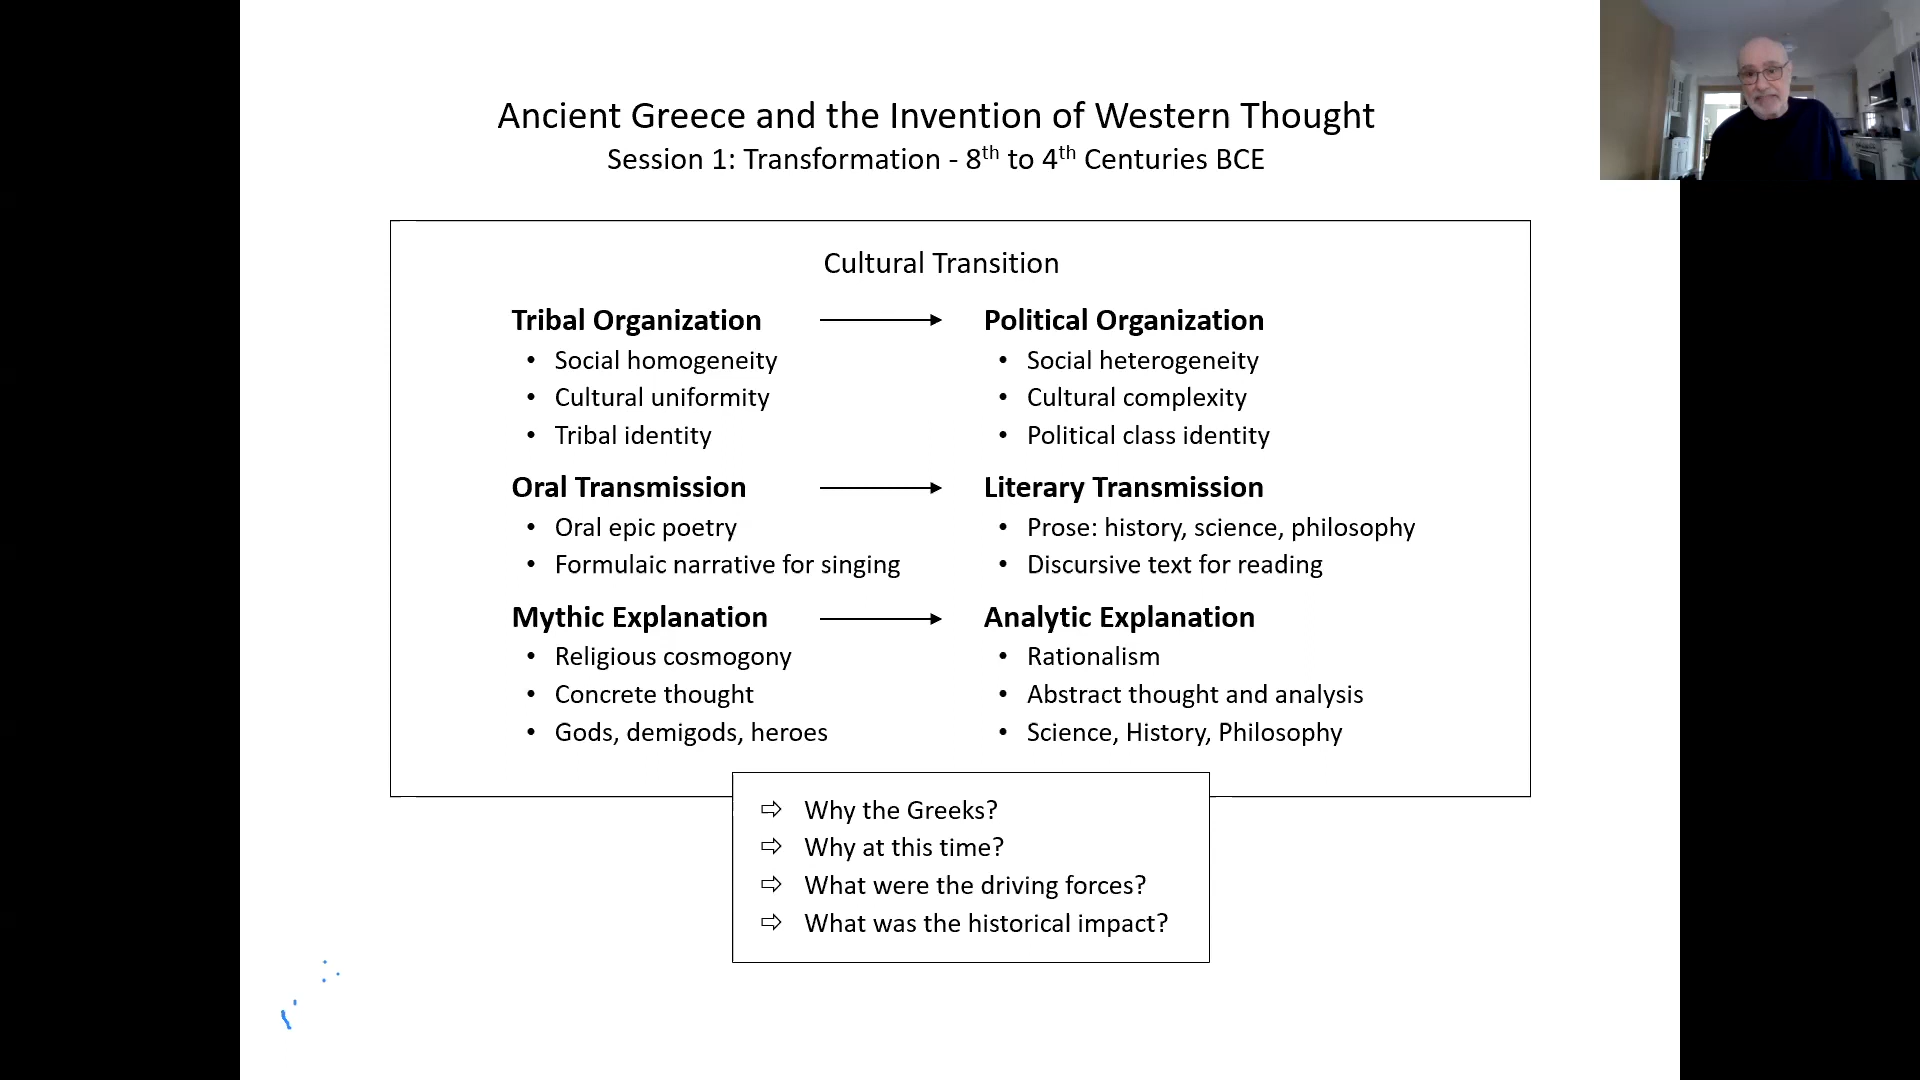 Ancient Greece and the Invention of Western Thought
Session 1: Transformation - 8th to 4th Centuries BCE
Cultural Transition
Tribal Organization
• Social homogeneity
• Cultural uniformity
• Tribal identity
Political Organization
• Social heterogeneity
• Cultural complexity
• Political class identity
Oral Transmission
• Oral epic poetry
• Formulaic narrative for singing
Literary Transmission
• Prose: history, science, philosophy
• Discursive text for reading
Mythic Explanation
• Religious cosmogony
• Concrete thought
• Gods, demigods, heroes
Analytic Explanation
• Rationalism
• Abstract thought and analysis
• Science, History, Philosophy
⇨ Why the Greeks?
⇨ Why at this time?
⇨ What were the driving forces?
⇨ What was the historical impact?